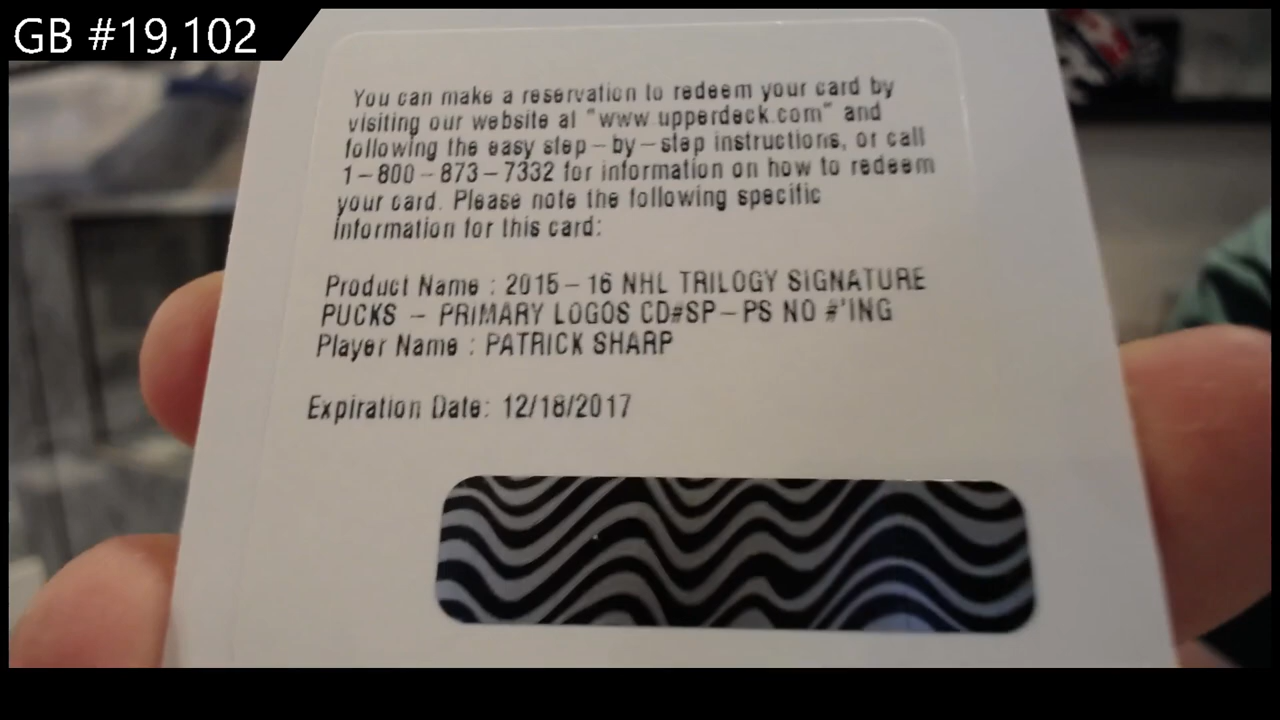 GB #19,102
You can make a reservation to redeem your card by
visiting our website at "www.upperdeck.com" and
following the easy step-by-step instructions, or call
1-800-873-7332 for information on how to redeem
your card. Please note the following specific
information for this card:
Product Name : 2015-16 NHL TRILOGY SIGNATURE
PUCKS - PRIMARY LOGOS CD#SP-PS NO #'ING
Player Name : PATRICK SHARP
Expiration Date: 12/18/2017